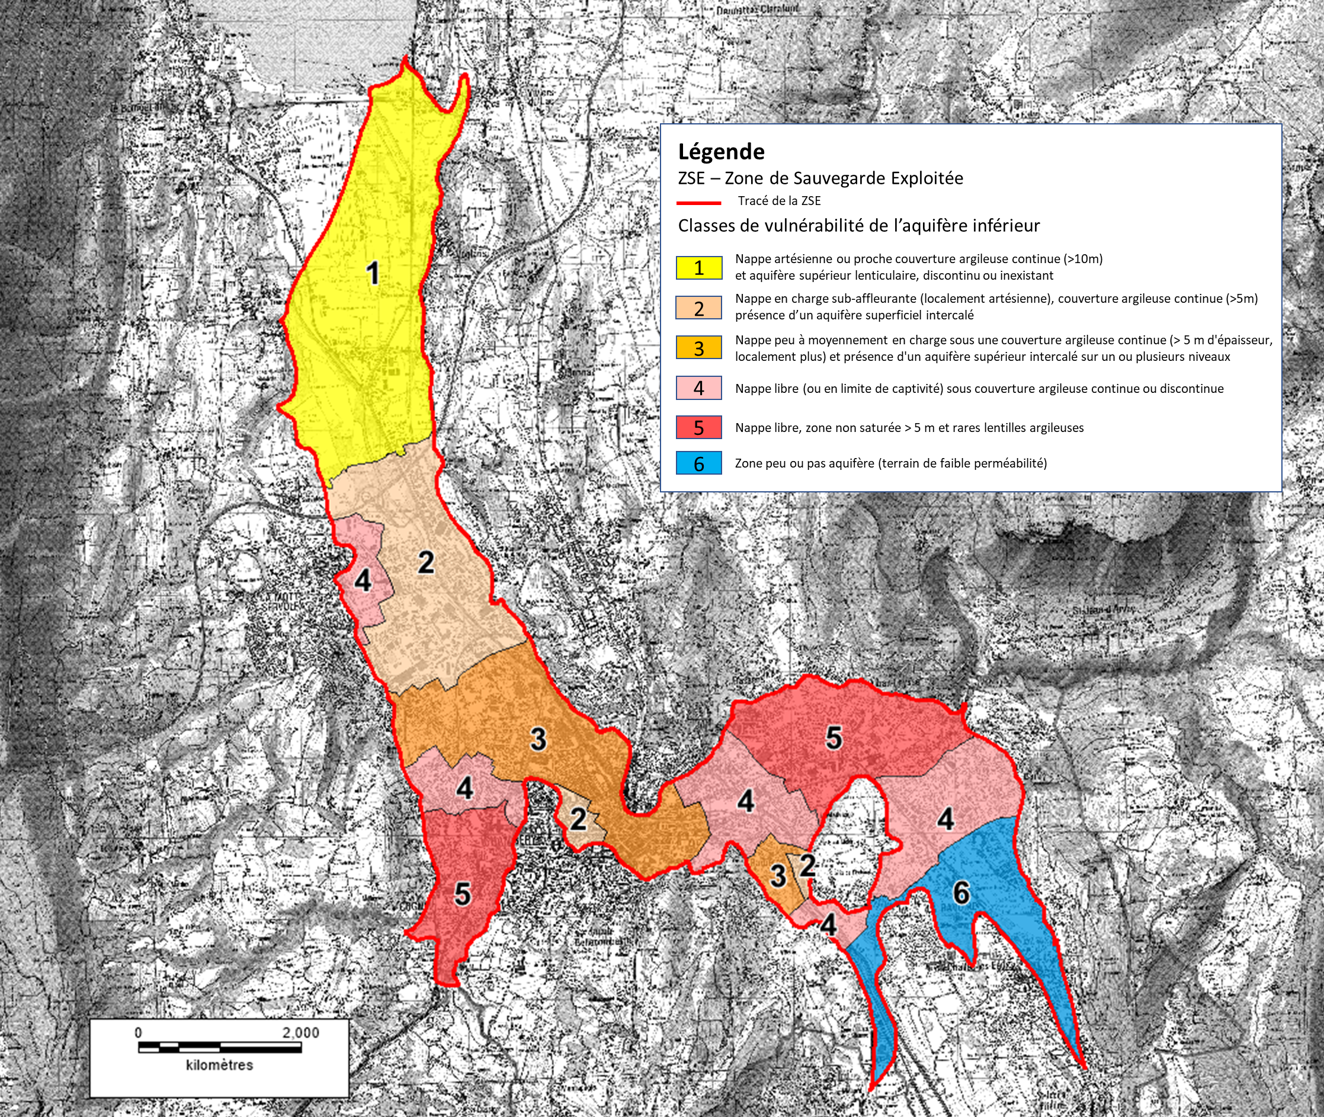 Légende
ZSE – Zone de Sauvegarde Exploitée
Tracé de la ZSE
Classes de vulnérabilité de l'aquifère inférieur
1 Nappe artésienne ou proche couverture argileuse continue (>10m)
et aquifère supérieur lenticulaire, discontinu ou inexistant
2 Nappe en charge sub-affleurante (localement artésienne), couverture argileuse continue (>5m)
présence d'un aquifère superficiel intercalé
3 Nappe peu à moyennement en charge sous une couverture argileuse continue (> 5 m d'épaisseur,
localement plus) et présence d'un aquifère supérieur intercalé sur un ou plusieurs niveaux
4 Nappe libre (ou en limite de captivité) sous couverture argileuse continue ou discontinue
5 Nappe libre, zone non saturée > 5 m et rares lentilles argileuses
6 Zone peu ou pas aquifère (terrain de faible perméabilité)
1
2
4
3
5
4
2
4
4
5
3
2
6
4
0 2,000
kilomètres